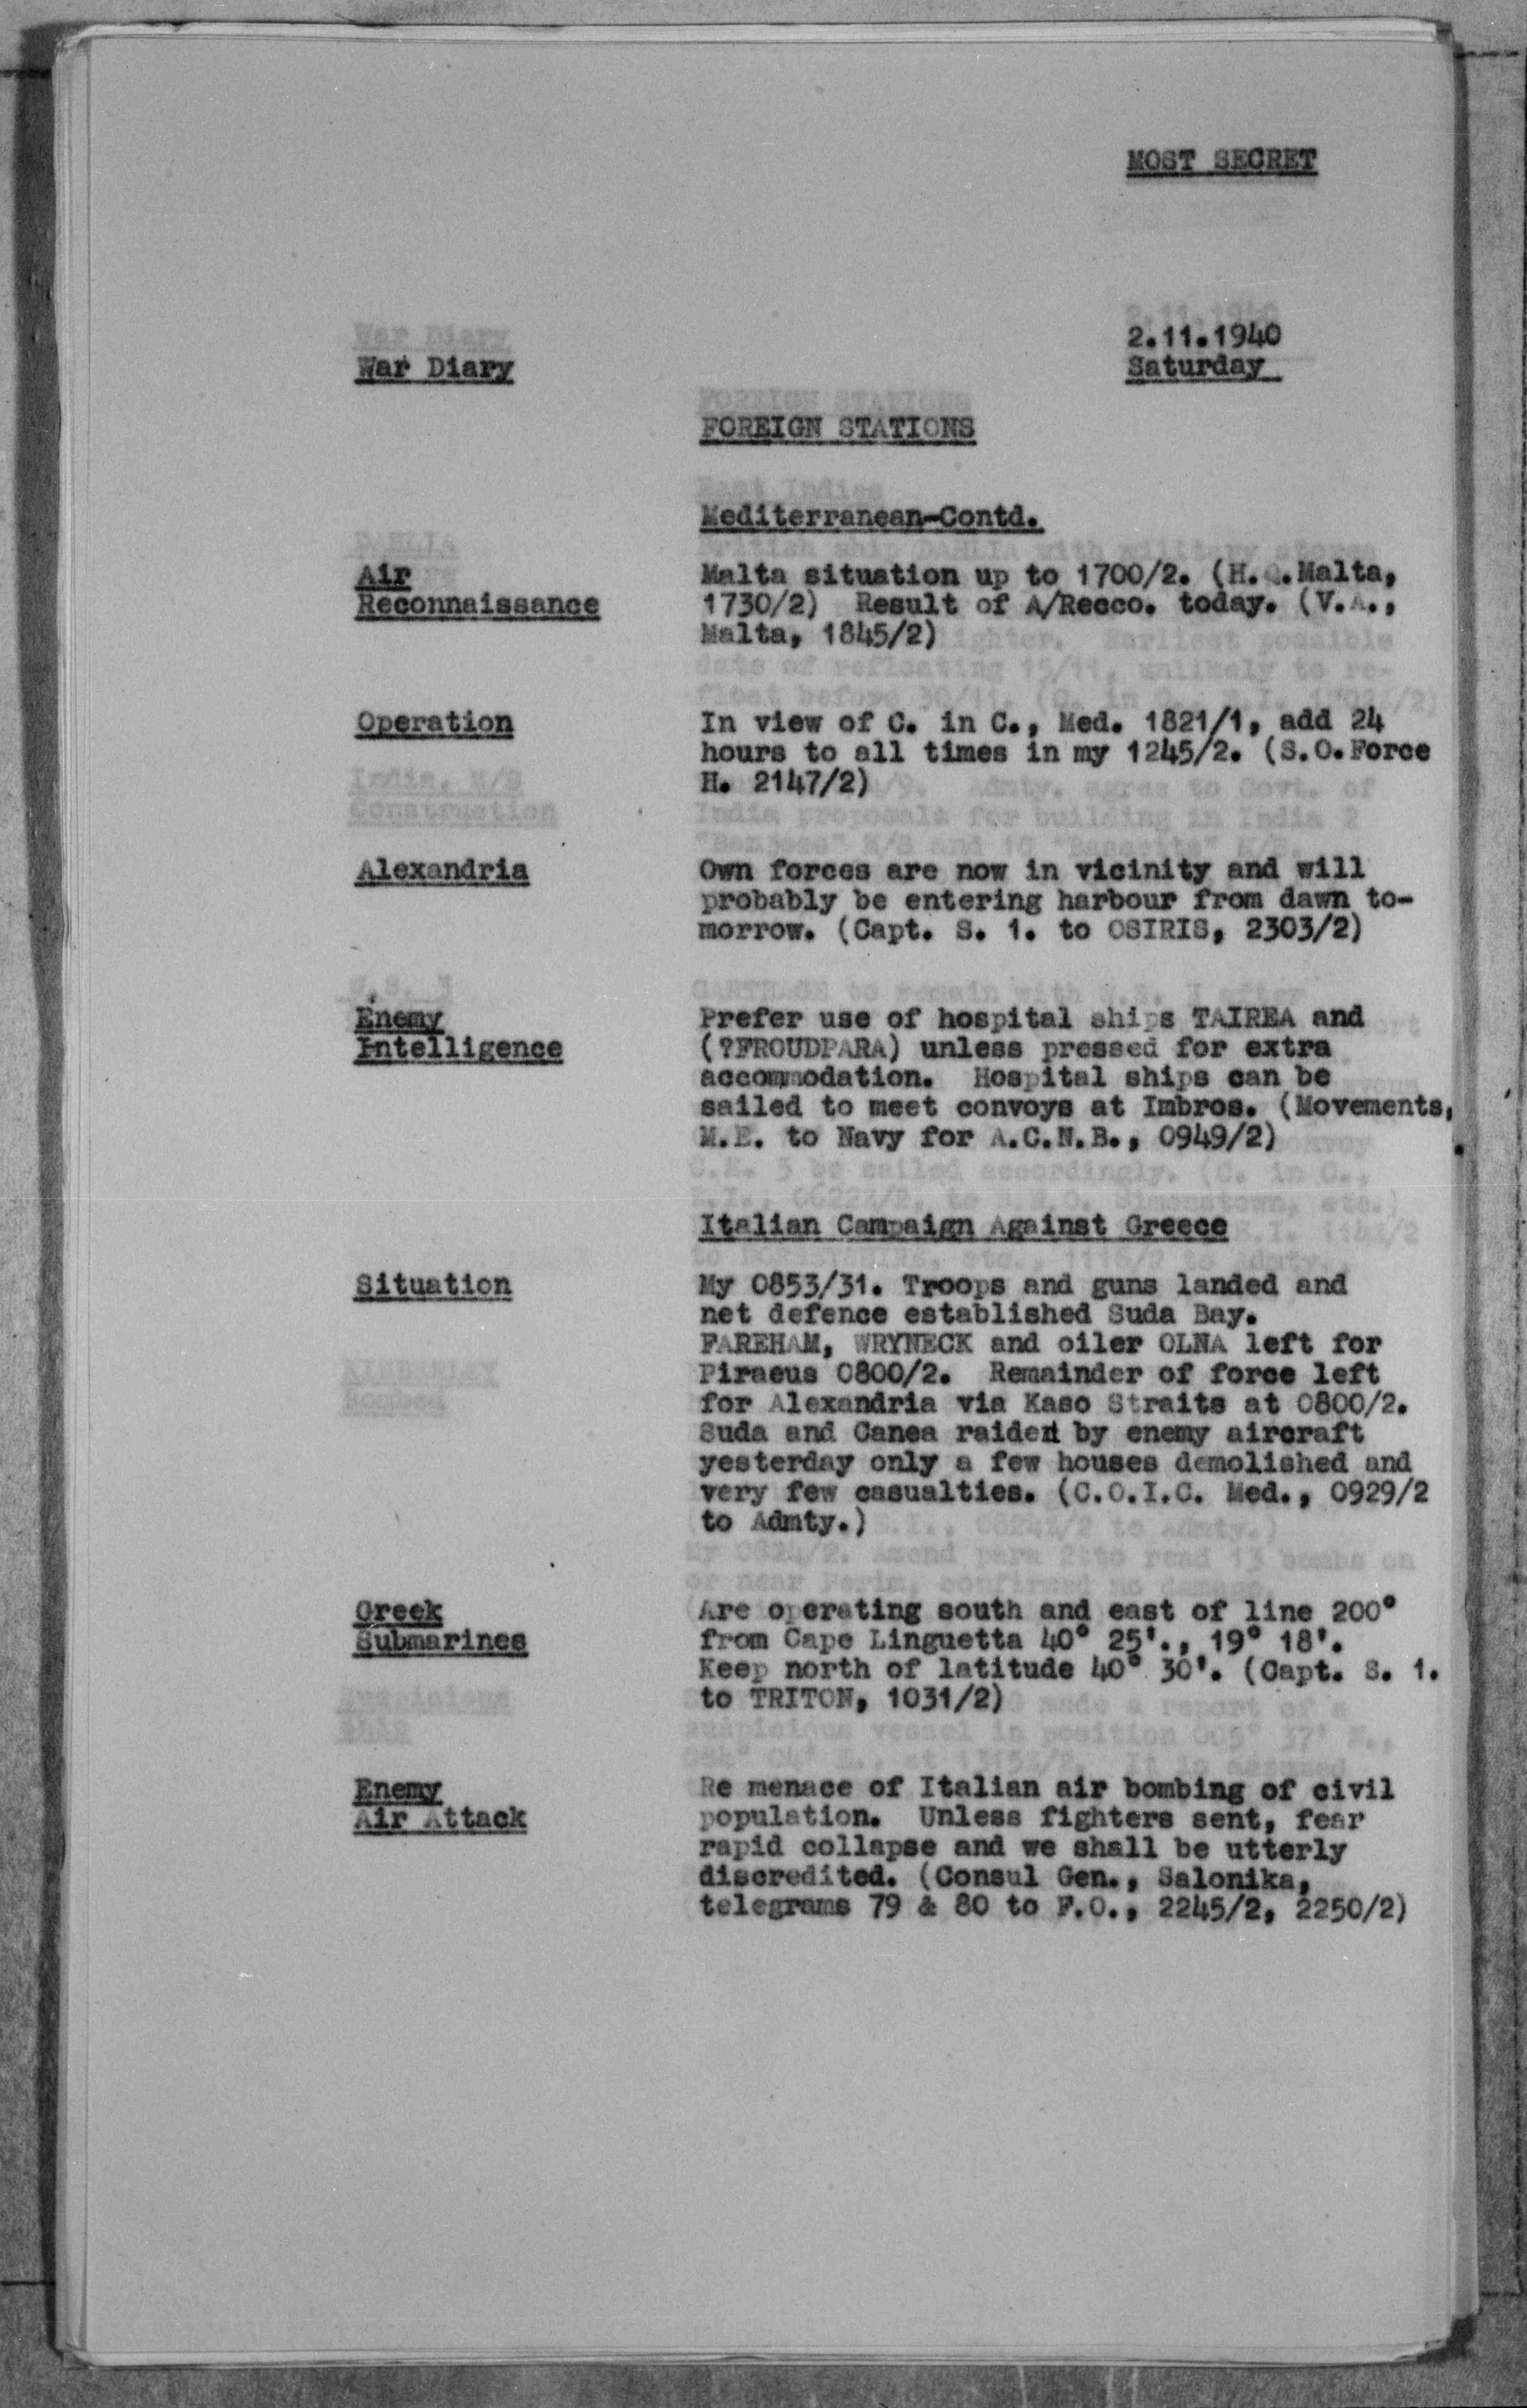 MOST SECRET
2.11.1940
War Diary Saturday
FOREIGN STATIONS
Mediterranean-Contd.
Air Reconnaissance
Malta situation up to 1700/2. (H.Q.Malta,
1730/2) Result of A/Recco. today. (V.A.,
Malta, 1845/2)
Operation
In view of C. in C., Med. 1821/1, add 24
hours to all times in my 1245/2. (S.O.Force
H. 2147/2)
Alexandria
Own forces are now in vicinity and will
probably be entering harbour from dawn to-
morrow. (Capt. S. 1. to OSIRIS, 2303/2)
Enemy
Intelligence
Prefer use of hospital ships TAIREA and
(?FROUDPARA) unless pressed for extra
accommodation. Hospital ships can be
sailed to meet convoys at Imbros. (Movements,
M.E. to Navy for A.C.N.B., 0949/2)
Italian Campaign Against Greece
Situation
My 0853/31. Troops and guns landed and
net defence established Suda Bay.
FAREHAM, WRYNECK and oiler OLNA left for
Piraeus 0800/2. Remainder of force left
for Alexandria via Kaso Straits at 0800/2.
Suda and Canea raided by enemy aircraft
yesterday only a few houses demolished and
very few casualties. (C.O.I.C. Med., 0929/2
to Admty.)
Greek
Submarines
Are operating south and east of line 200°
from Cape Linguetta 40° 25'., 19° 18'.
Keep north of latitude 40° 30'. (Capt. S. 1.
to TRITON, 1031/2)
Enemy
Air Attack
Re menace of Italian air bombing of civil
population. Unless fighters sent, fear
rapid collapse and we shall be utterly
discredited. (Consul Gen., Salonika,
telegrams 79 & 80 to F.O., 2245/2, 2250/2)